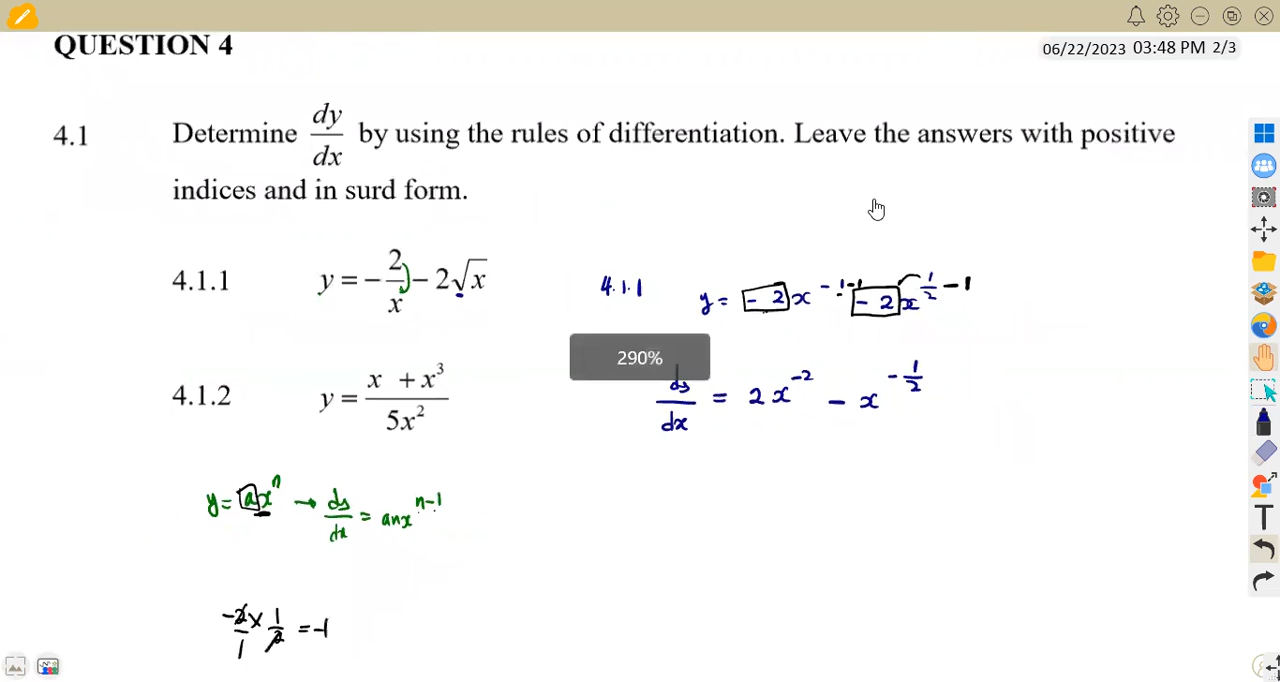 06/22/2023 03:48 PM 2/3
QUESTION 4
4.1 Determine dy/dx by using the rules of differentiation. Leave the answers with positive
indices and in surd form.
4.1.1 y = −2/x − 2√x
4.1.1 y = −2x^(−1−1) −2x^(1/2 −1)
290%
dy/dx = 2x^(−2) − x^(−1/2)
4.1.2 y = (x + x³)/(5x²)
y = ax^n → dy/dx = anx^(n−1)
−2/1 × 1/2 = −1
T